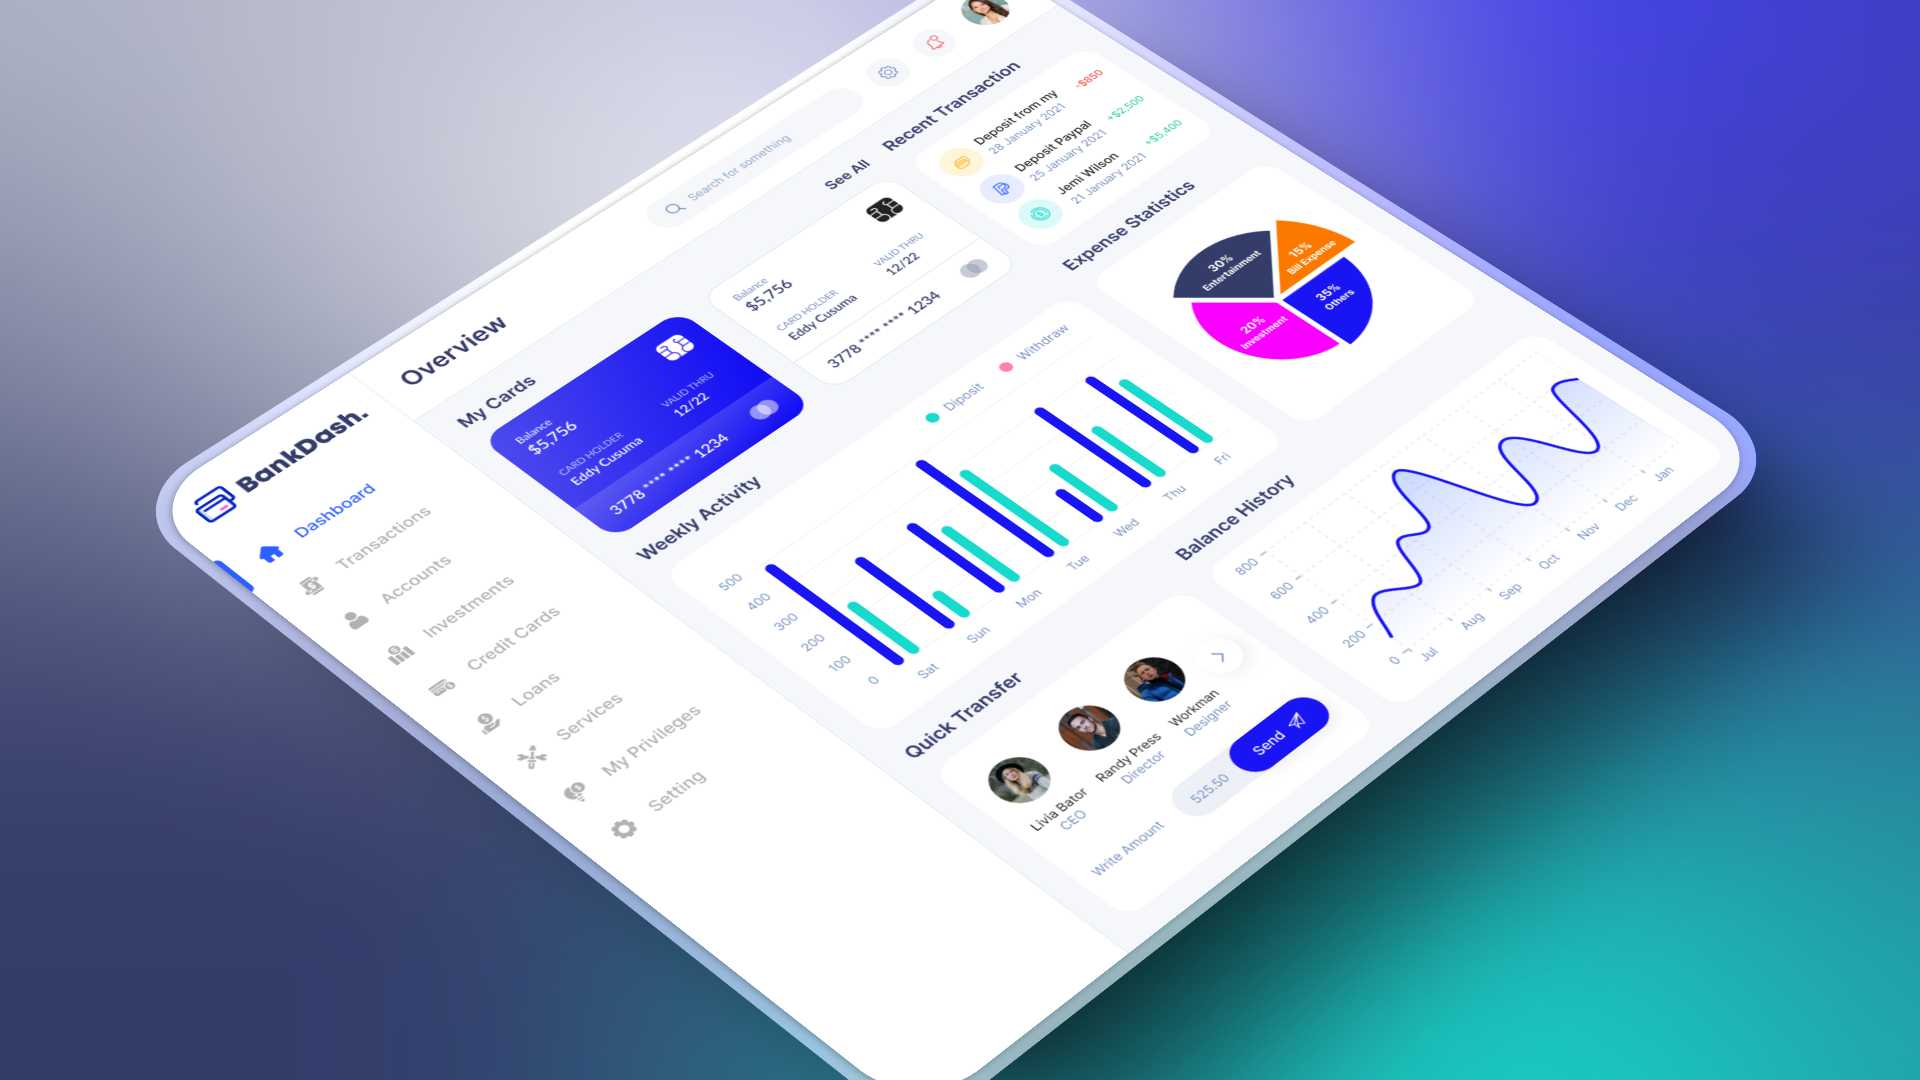 BankDash.
Dashboard
Transactions
Accounts
Investments
Credit Cards
Loans
Services
My Privileges
Setting
Overview
Search for something
My Cards
See All
Balance
$5,756
CARD HOLDER
Eddy Cusuma
VALID THRU
12/22
3778 **** **** 1234
Balance
$5,756
CARD HOLDER
Eddy Cusuma
VALID THRU
12/22
3778 **** **** 1234
Recent Transaction
Deposit from my
28 January 2021
-$850
Deposit Paypal
25 January 2021
+$2,500
Jemi Wilson
21 January 2021
+$5,400
Weekly Activity
Diposit
Withdraw
500
400
300
200
100
0
Sat
Sun
Mon
Tue
Wed
Thu
Fri
Expense Statistics
30%
Entertainment
15%
Bill Expense
35%
Others
20%
Investment
Quick Transfer
Livia Bator
CEO
Randy Press
Director
Workman
Designer
Write Amount
525.50
Send
Balance History
800
600
400
200
0
Jul
Aug
Sep
Oct
Nov
Dec
Jan